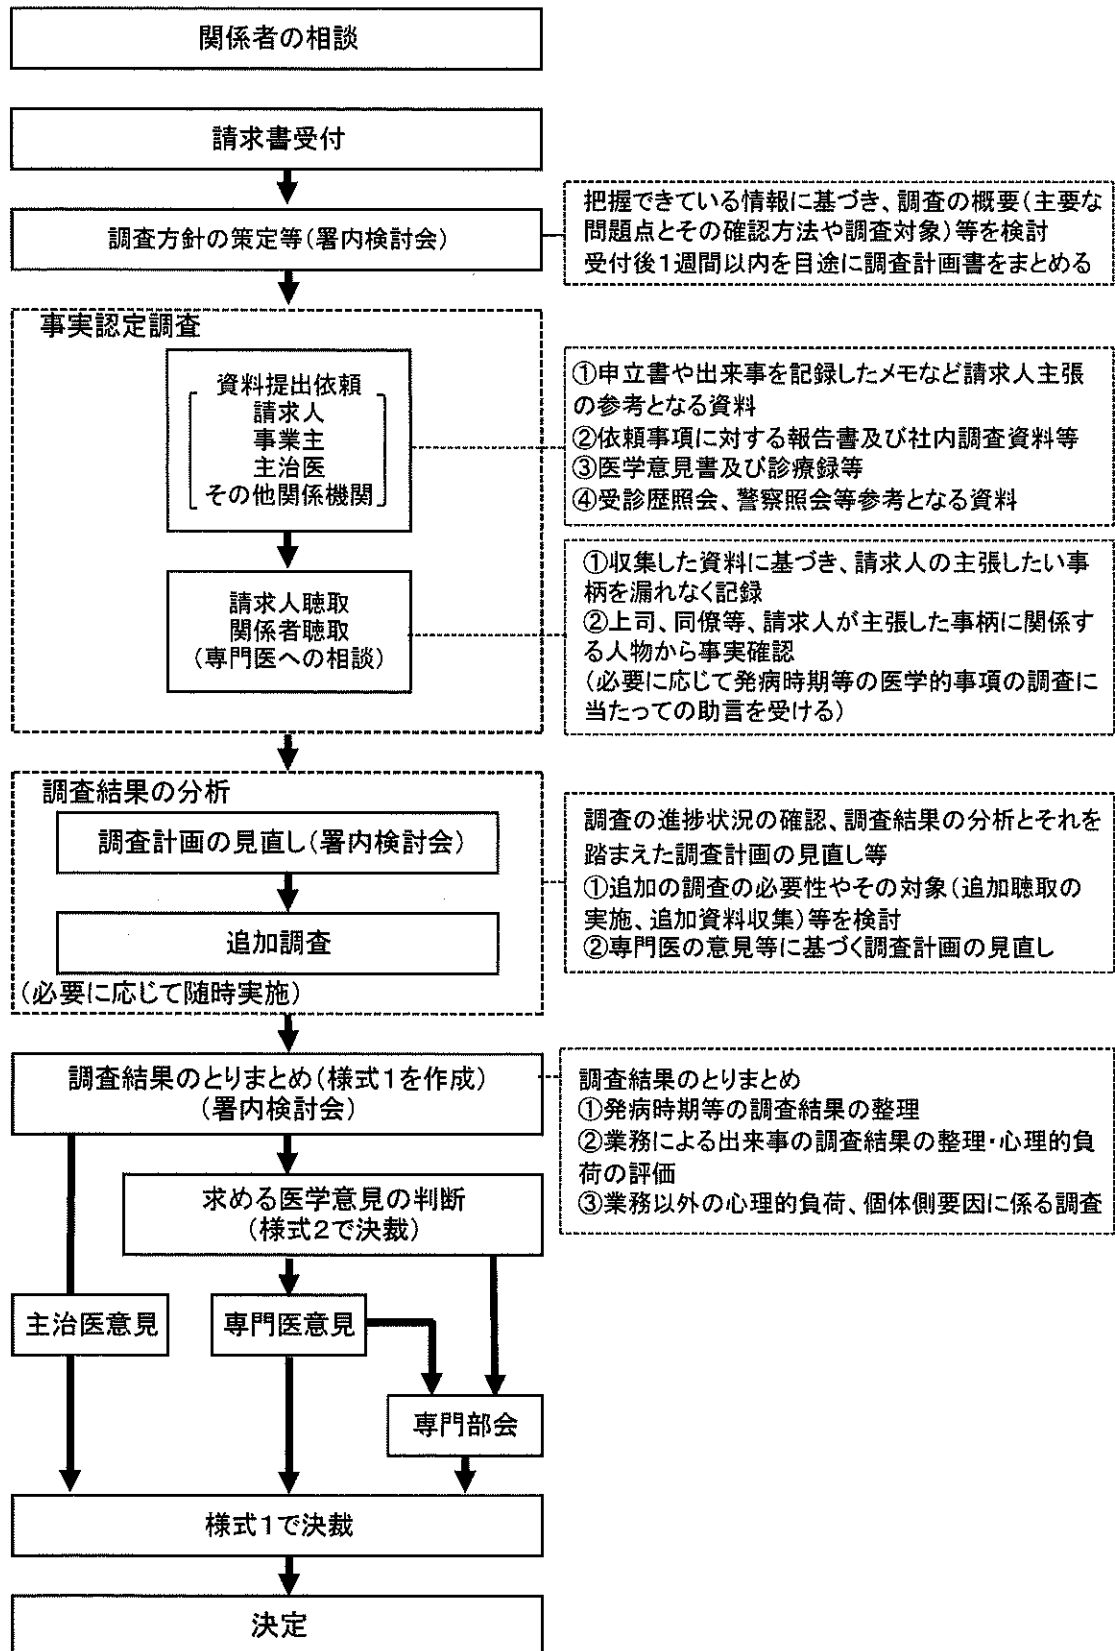 関係者の相談
請求書受付
調査方針の策定等(署内検討会)
把握できている情報に基づき、調査の概要(主要な
問題点とその確認方法や調査対象)等を検討
受付後1週間以内を目途に調査計画書をまとめる
事実認定調査
資料提出依頼
請求人
事業主
主治医
その他関係機関
①申立書や出来事を記録したメモなど請求人主張
の参考となる資料
②依頼事項に対する報告書及び社内調査資料等
③医学意見書及び診療録等
④受診歴照会、警察照会等参考となる資料
請求人聴取
関係者聴取
(専門医への相談)
①収集した資料に基づき、請求人の主張したい事
柄を漏れなく記録
②上司、同僚等、請求人が主張した事柄に関係す
る人物から事実確認
(必要に応じて発病時期等の医学的事項の調査に
当たっての助言を受ける)
調査結果の分析
調査計画の見直し(署内検討会)
追加調査
(必要に応じて随時実施)
調査の進捗状況の確認、調査結果の分析とそれを
踏まえた調査計画の見直し等
①追加の調査の必要性やその対象(追加聴取の
実施、追加資料収集)等を検討
②専門医の意見等に基づく調査計画の見直し
調査結果のとりまとめ(様式1を作成)
(署内検討会)
調査結果のとりまとめ
①発病時期等の調査結果の整理
②業務による出来事の調査結果の整理・心理的負
荷の評価
③業務以外の心理的負荷、個体側要因に係る調査
求める医学意見の判断
(様式2で決裁)
主治医意見
専門医意見
専門部会
様式1で決裁
決定